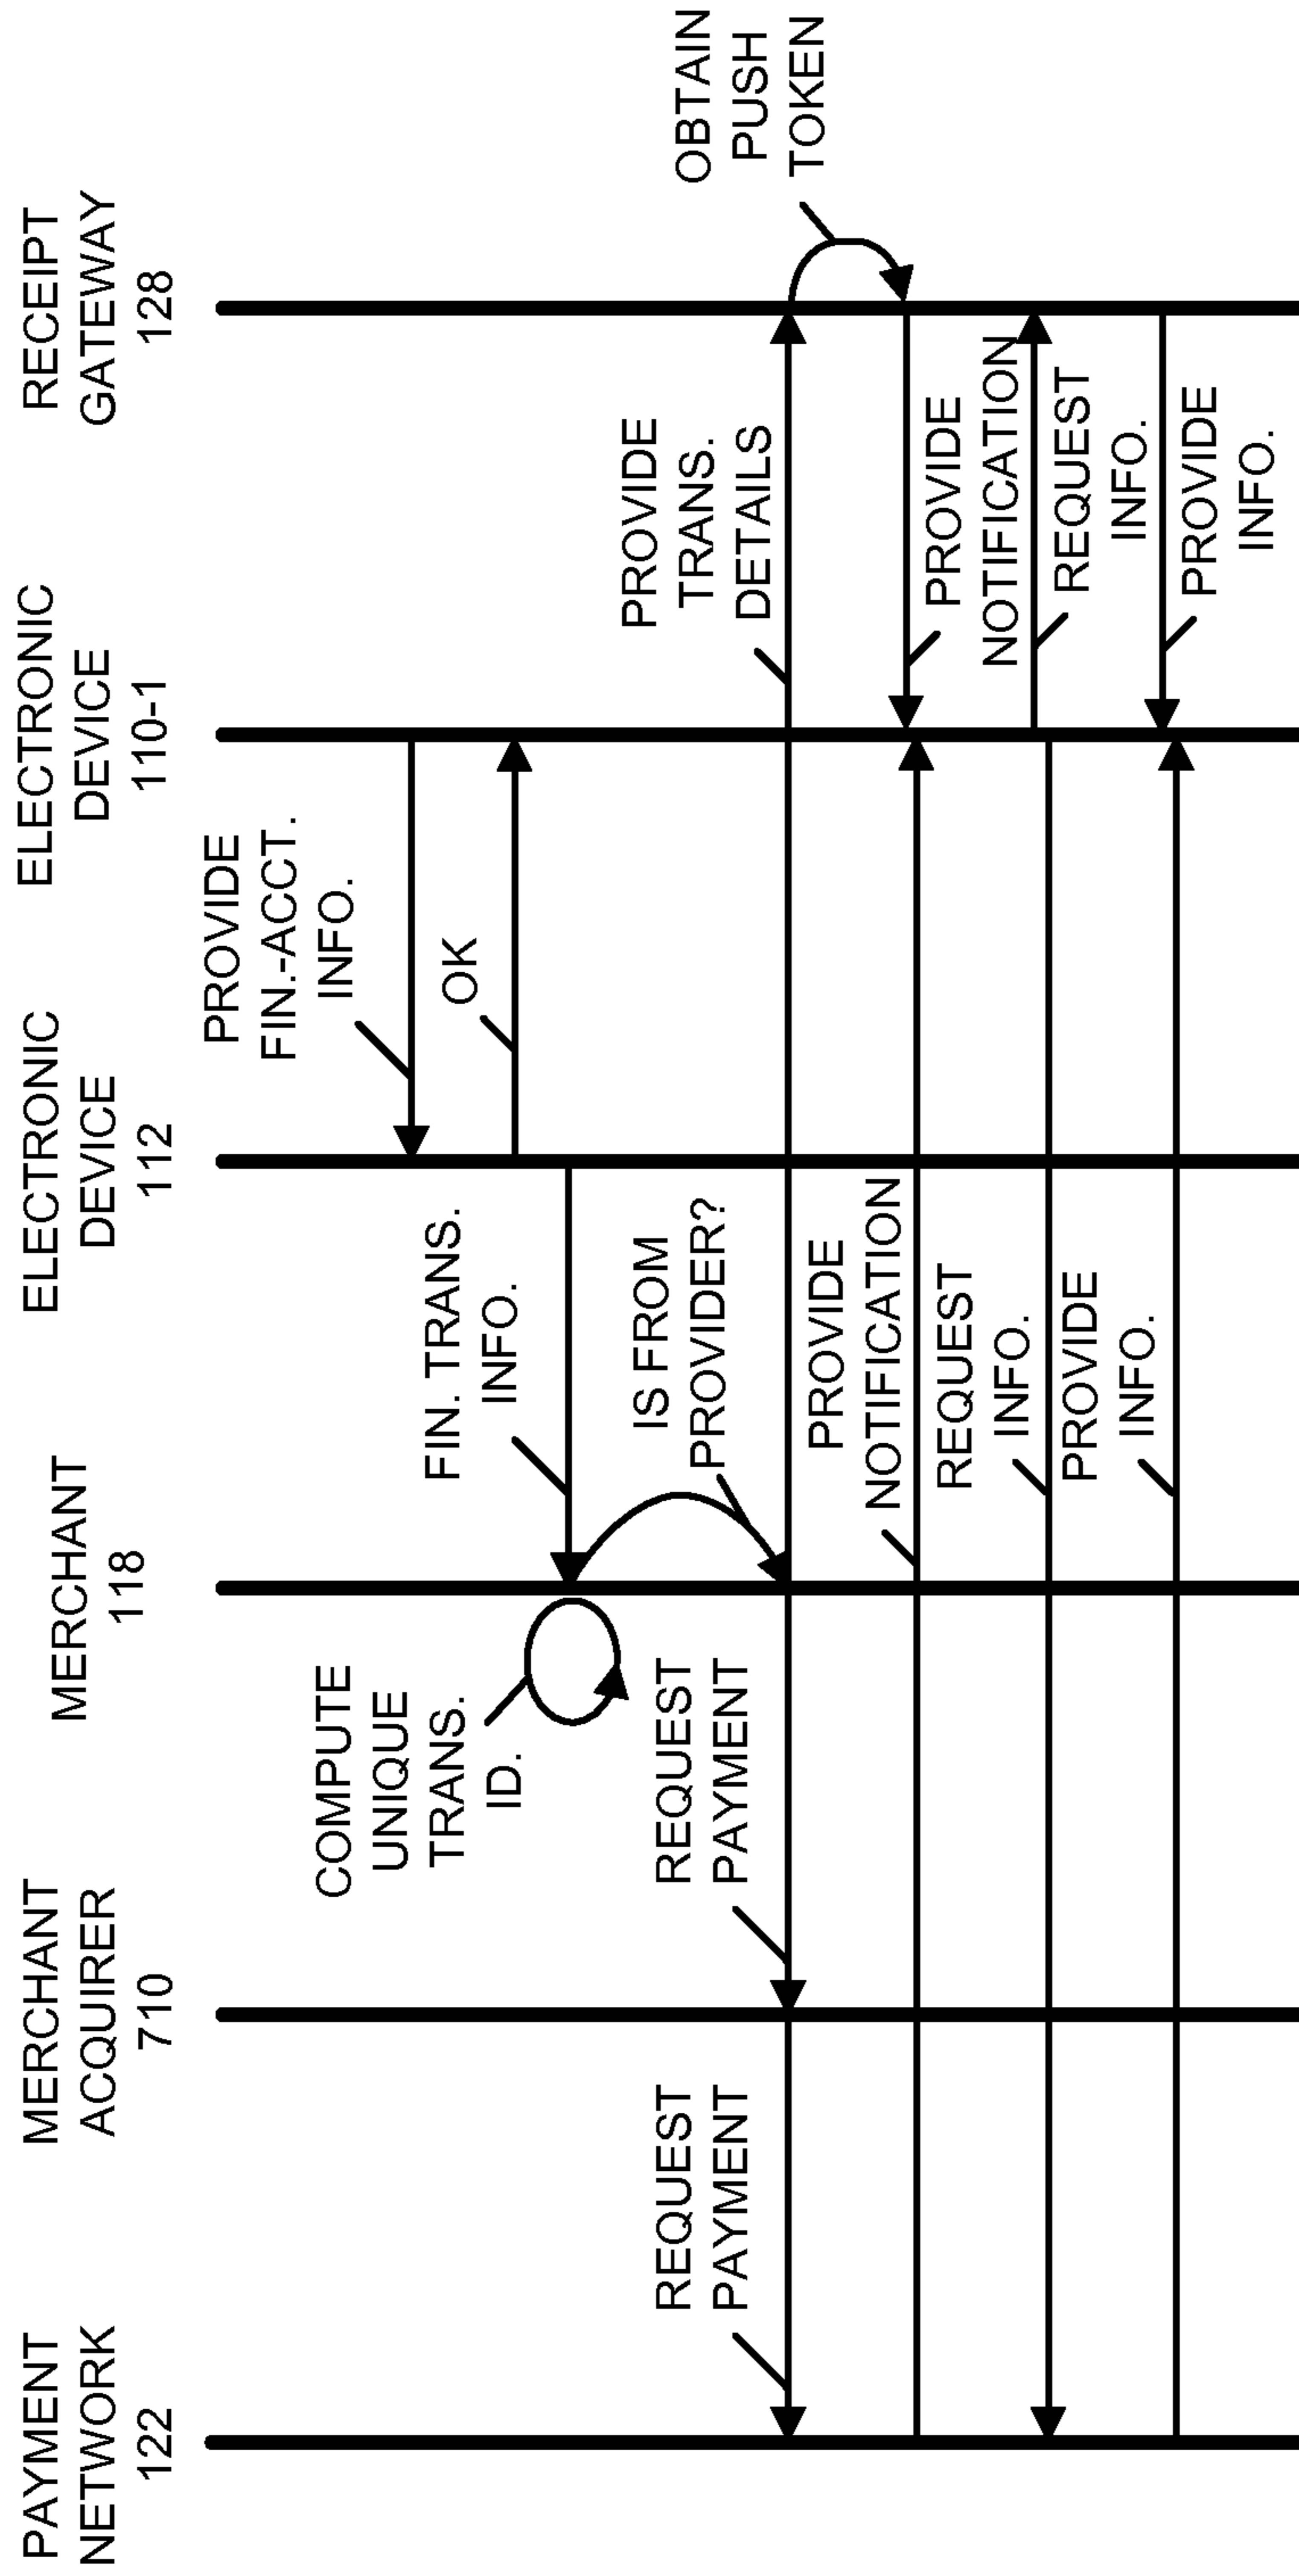 PAYMENT
NETWORK
122
MERCHANT
ACQUIRER
710
MERCHANT
118
ELECTRONIC
DEVICE
112
ELECTRONIC
DEVICE
110-1
RECEIPT
GATEWAY
128
PROVIDE
FIN.-ACCT.
INFO.
OK
FIN. TRANS.
INFO.
COMPUTE
UNIQUE
TRANS.
ID.
IS FROM
PROVIDER?
REQUEST
PAYMENT
REQUEST
PAYMENT
PROVIDE
TRANS.
DETAILS
OBTAIN
PUSH
TOKEN
PROVIDE
NOTIFICATION
PROVIDE
NOTIFICATION
REQUEST
INFO.
REQUEST
INFO.
PROVIDE
INFO.
PROVIDE
INFO.